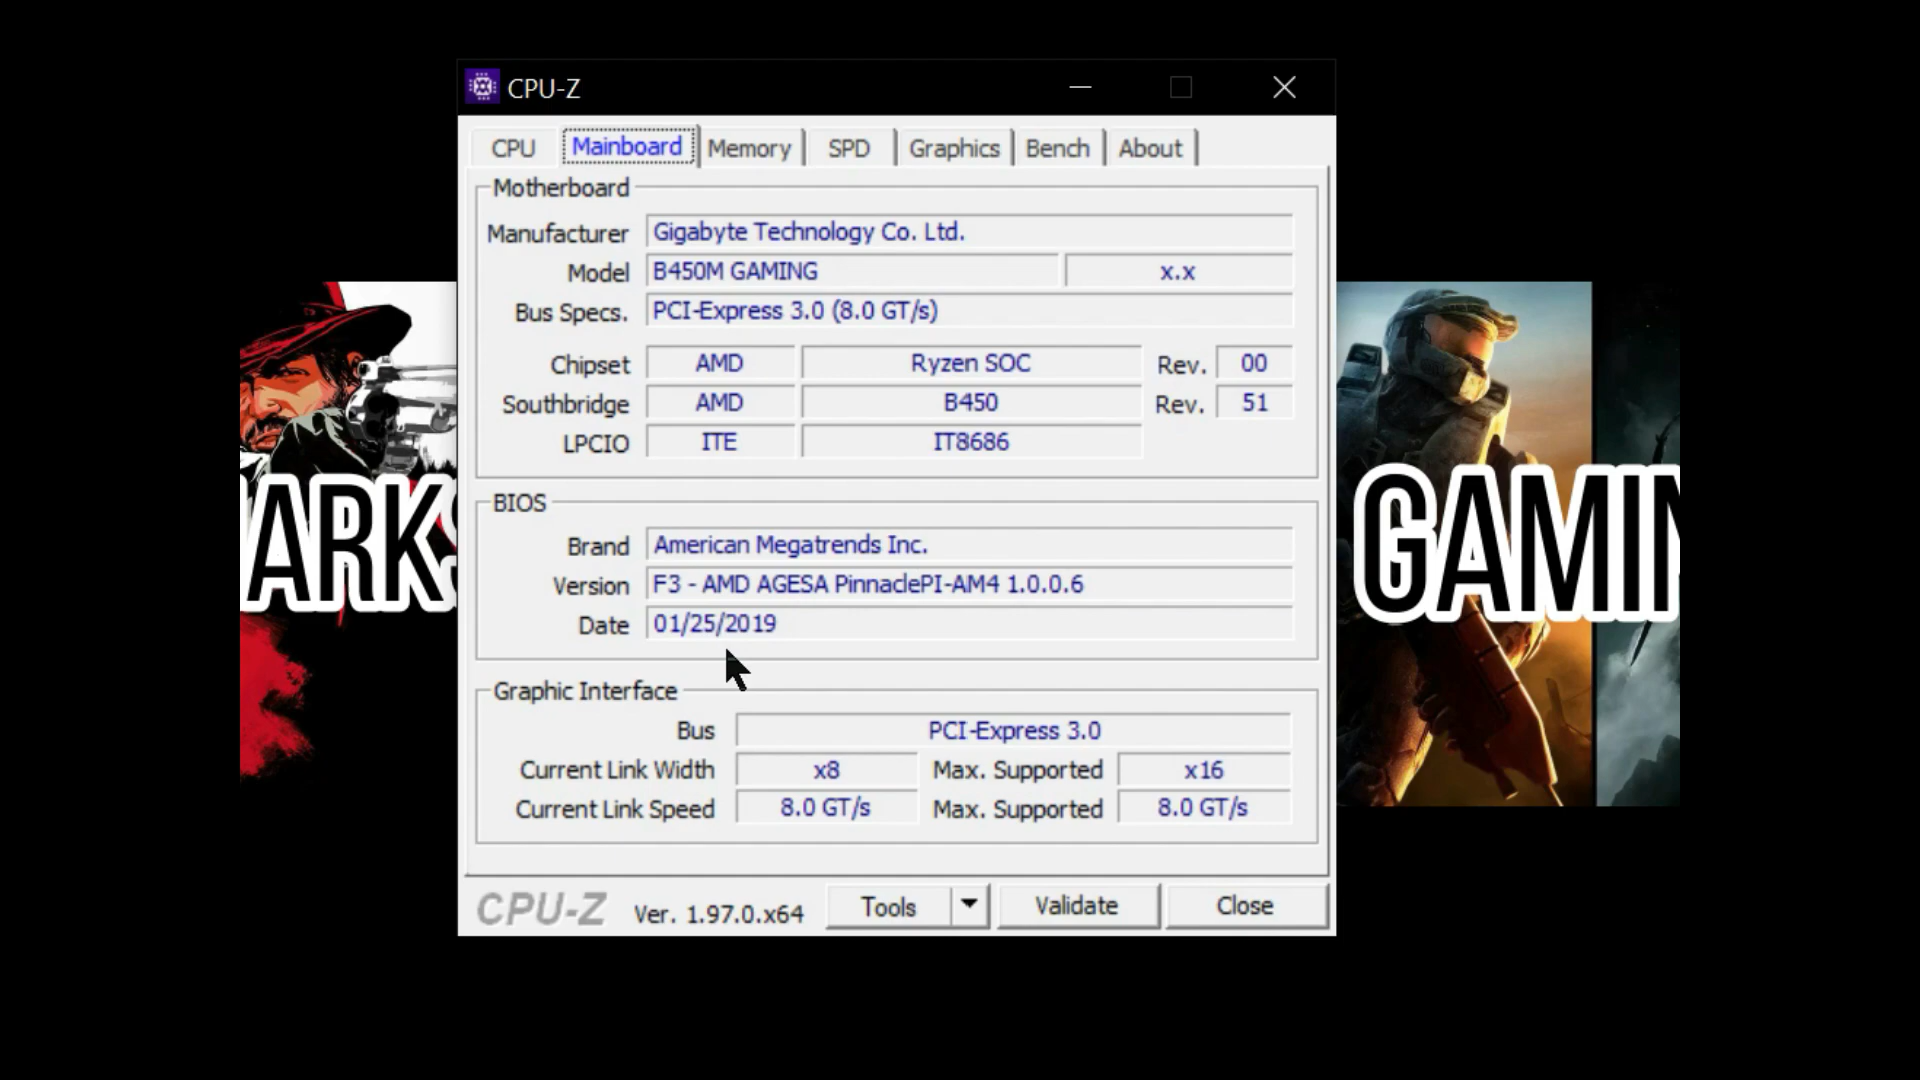 CPU-Z
CPU Mainboard Memory SPD Graphics Bench About
Motherboard
Manufacturer Gigabyte Technology Co. Ltd.
Model B450M GAMING x.x
Bus Specs. PCI-Express 3.0 (8.0 GT/s)
Chipset AMD Ryzen SOC Rev. 00
Southbridge AMD B450 Rev. 51
LPCIO ITE IT8686
BIOS
Brand American Megatrends Inc.
Version F3 - AMD AGESA PinnaclePI-AM4 1.0.0.6
Date 01/25/2019
Graphic Interface
Bus PCI-Express 3.0
Current Link Width x8 Max. Supported x16
Current Link Speed 8.0 GT/s Max. Supported 8.0 GT/s
CPU-Z Ver. 1.97.0.x64 Tools Validate Close
ARKS GAMIN